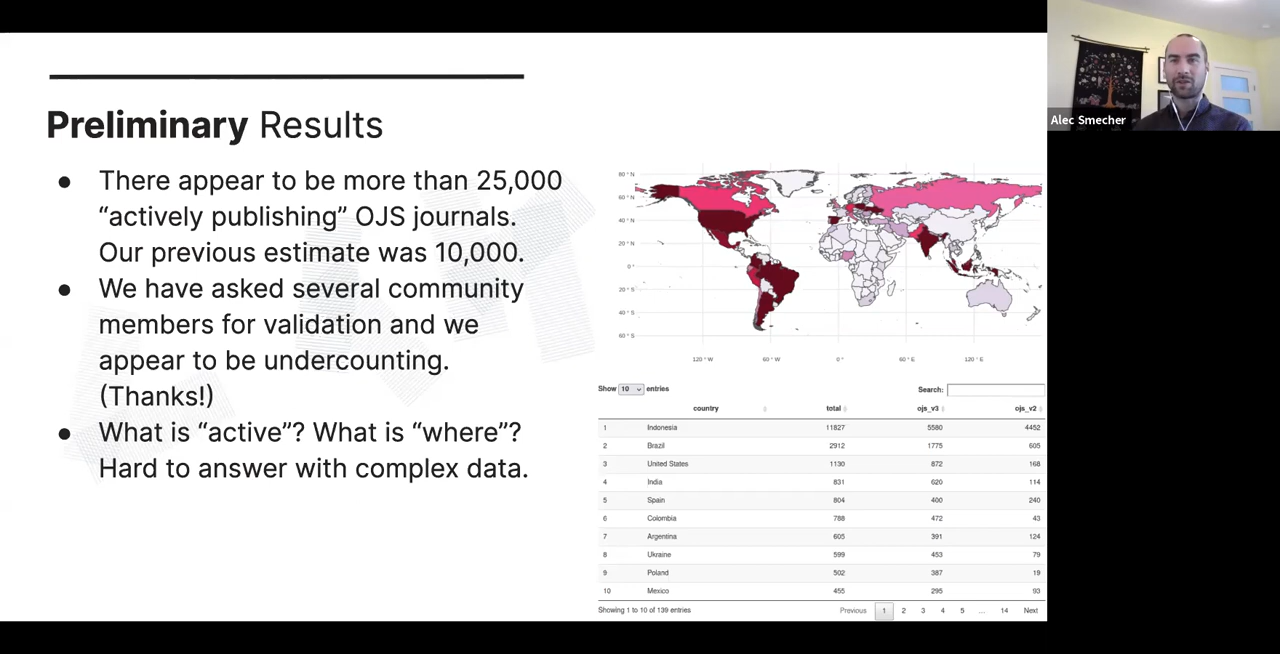 Preliminary Results
● There appear to be more than 25,000
“actively publishing” OJS journals.
Our previous estimate was 10,000.
● We have asked several community
members for validation and we
appear to be undercounting.
(Thanks!)
● What is “active”? What is “where”?
Hard to answer with complex data.
Alec Smecher
80 ° N
60 ° N
40 ° N
20 ° N
0 °
20 ° S
40 ° S
60 ° S
120 ° W 60 ° W 0 ° 60 ° E 120 ° E
Show 10 entries Search:
country total ojs_v3 ojs_v2
1 Indonesia 11827 5580 4452
2 Brazil 2912 1775 605
3 United States 1130 872 168
4 India 831 620 114
5 Spain 804 400 240
6 Colombia 788 472 43
7 Argentina 605 391 124
8 Ukraine 599 453 79
9 Poland 502 387 19
10 Mexico 455 295 93
Showing 1 to 10 of 139 entries Previous 1 2 3 4 5 ... 14 Next